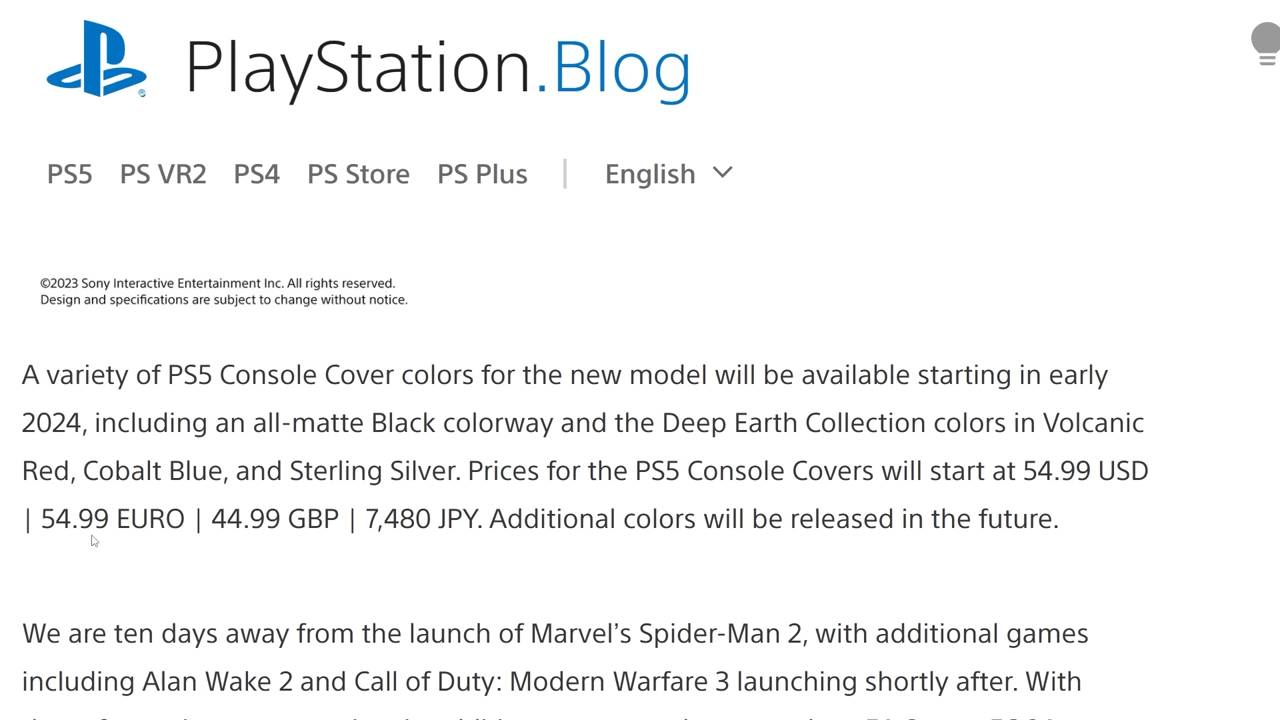 PlayStation.Blog
PS5 PS VR2 PS4 PS Store PS Plus | English
©2023 Sony Interactive Entertainment Inc. All rights reserved.
Design and specifications are subject to change without notice.
A variety of PS5 Console Cover colors for the new model will be available starting in early
2024, including an all-matte Black colorway and the Deep Earth Collection colors in Volcanic
Red, Cobalt Blue, and Sterling Silver. Prices for the PS5 Console Covers will start at 54.99 USD
| 54.99 EURO | 44.99 GBP | 7,480 JPY. Additional colors will be released in the future.
We are ten days away from the launch of Marvel’s Spider-Man 2, with additional games
including Alan Wake 2 and Call of Duty: Modern Warfare 3 launching shortly after. With